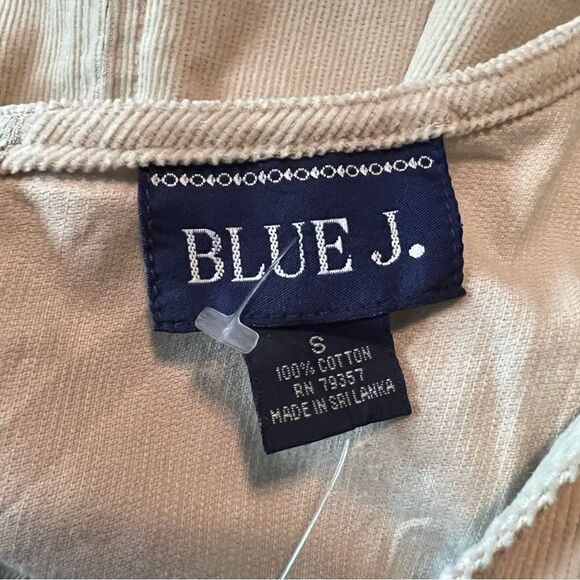 BLUE J.
S
100% COTTON
RN 79357
MADE IN SRI LANKA